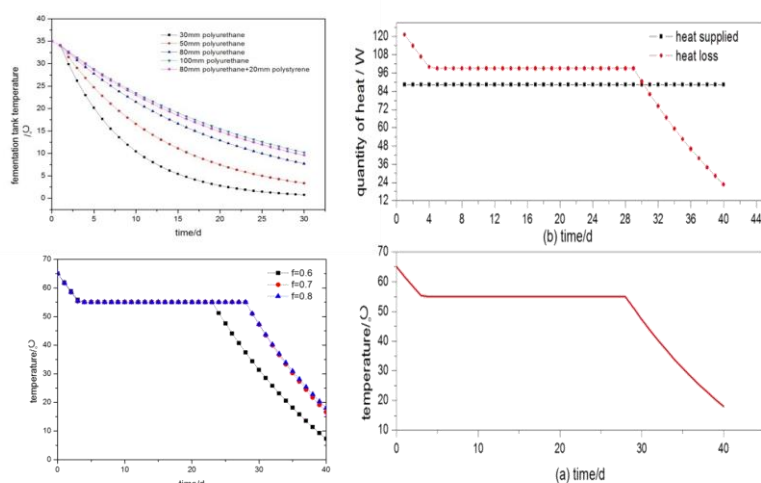 35
30
25
20
15
10
5
0
fementation tank temperature
/℃
0 5 10 15 20 25 30
time/d
30mm polyurethane
50mm polyurethane
80mm polyurethane
100mm polyurethane
80mm polyurethane+20mm polystyrene
120
108
96
84
72
60
48
36
24
12
quantity of heat / W
0 4 8 12 16 20 24 28 32 36 40 44
(b) time/d
heat supplied
heat loss
70
60
50
40
30
20
10
0
temperature/℃
0 10 20 30 40
time/d
f=0.6
f=0.7
f=0.8
70
60
50
40
30
20
10
temperature/℃
0 10 20 30 40
(a) time/d